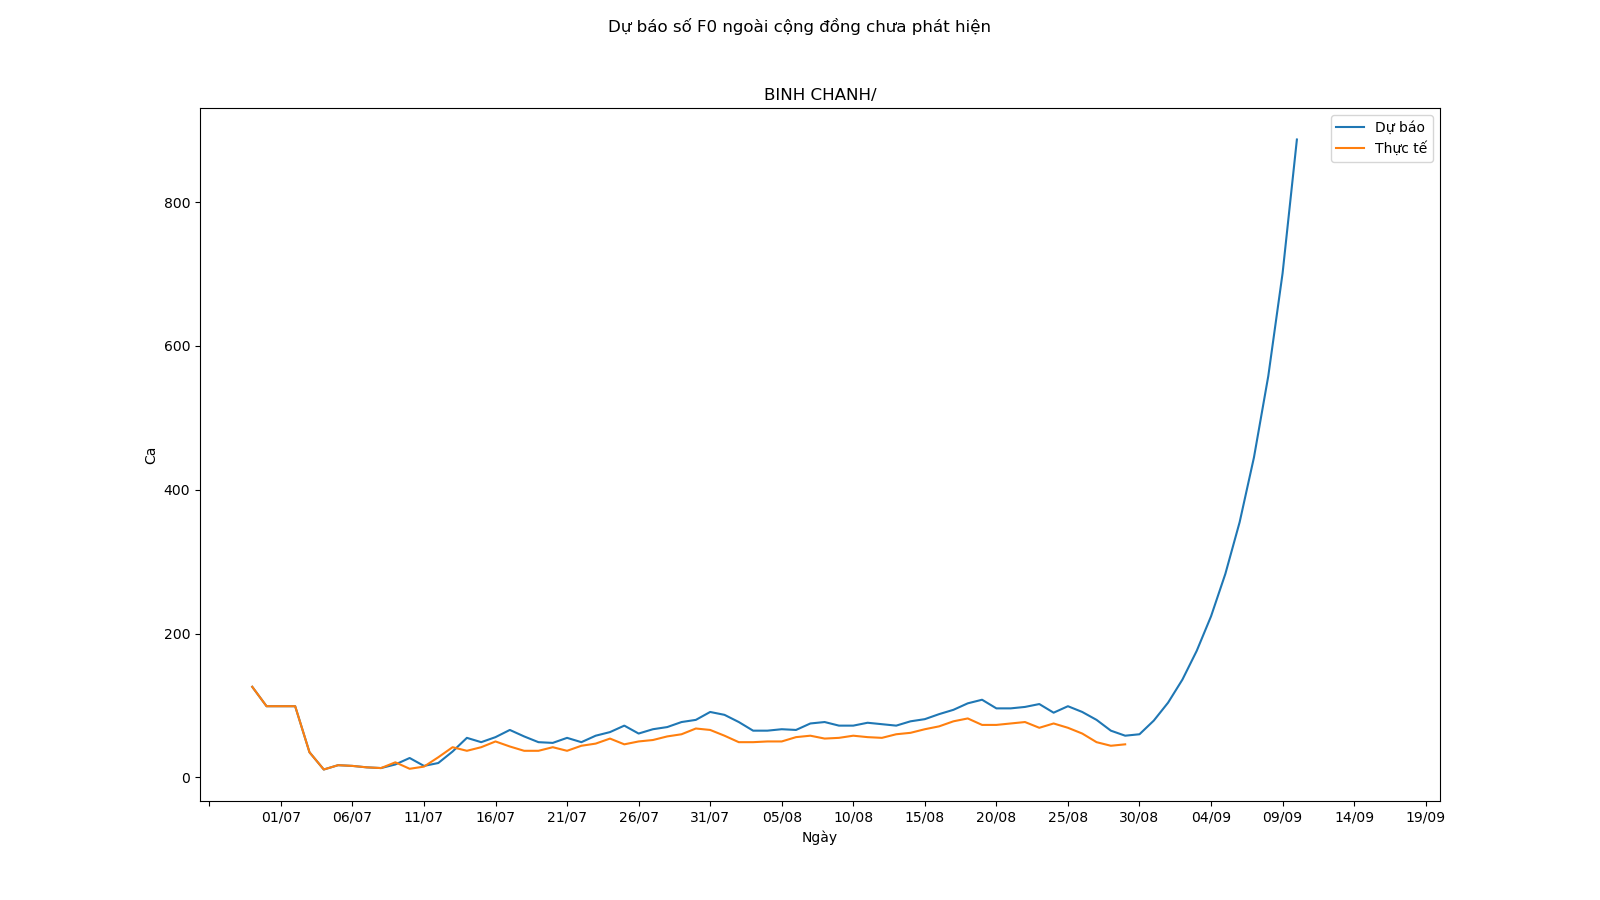 Dự báo số F0 ngoài cộng đồng chưa phát hiện
BINH CHANH/
Dự báo
Thực tế
800
600
400
200
0
Ca
01/07 06/07 11/07 16/07 21/07 26/07 31/07 05/08 10/08 15/08 20/08 25/08 30/08 04/09 09/09 14/09 19/09
Ngày